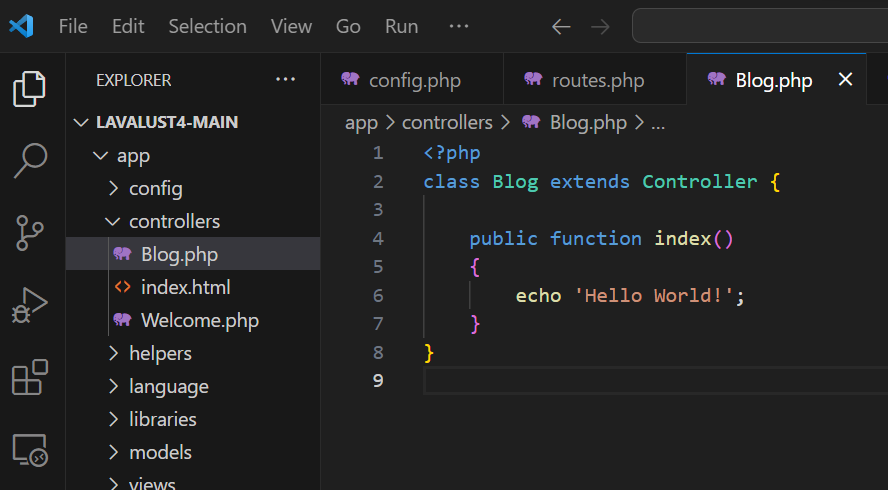 File Edit Selection View Go Run ...
EXPLORER ...
LAVALUST4-MAIN
app
config
controllers
Blog.php
index.html
Welcome.php
helpers
language
libraries
models
views
config.php routes.php Blog.php
app > controllers > Blog.php > ...
1 <?php
2 class Blog extends Controller {
3
4 public function index()
5 {
6 echo 'Hello World!';
7 }
8 }
9